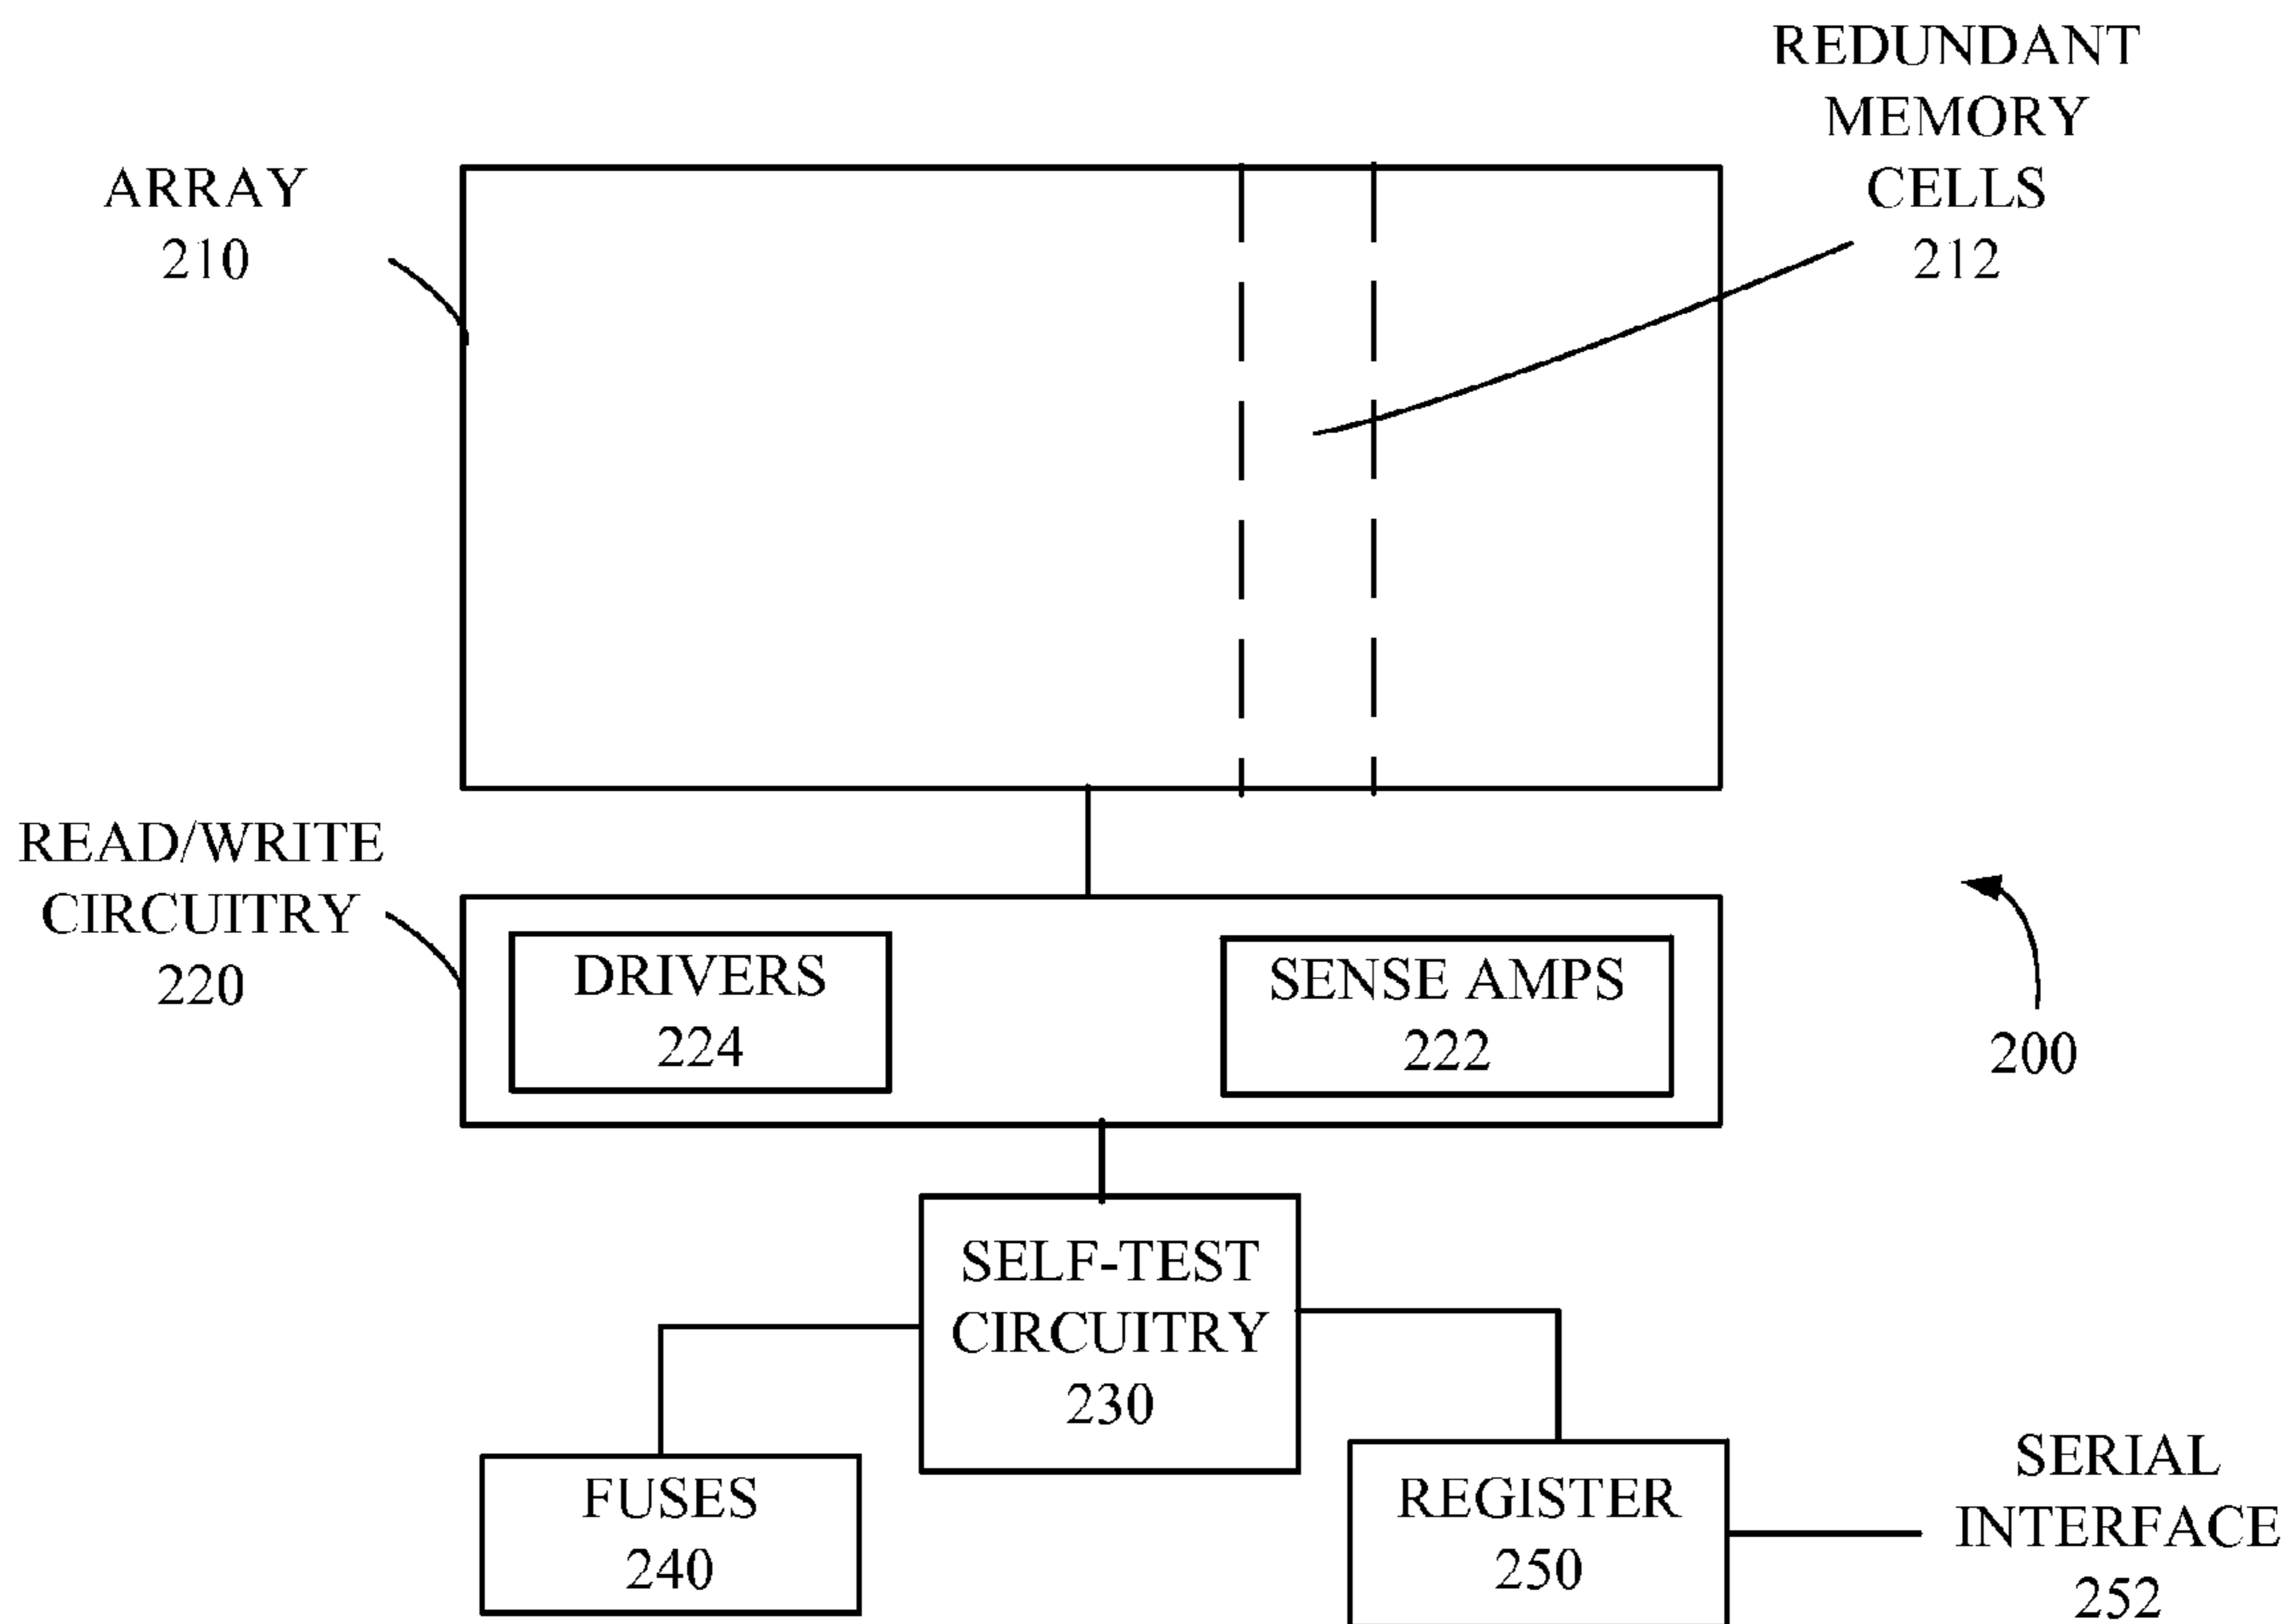 REDUNDANT
MEMORY
CELLS
212
ARRAY
210
READ/WRITE
CIRCUITRY
220
DRIVERS
224
SENSE AMPS
222
200
SELF-TEST
CIRCUITRY
230
FUSES
240
REGISTER
250
SERIAL
INTERFACE
252